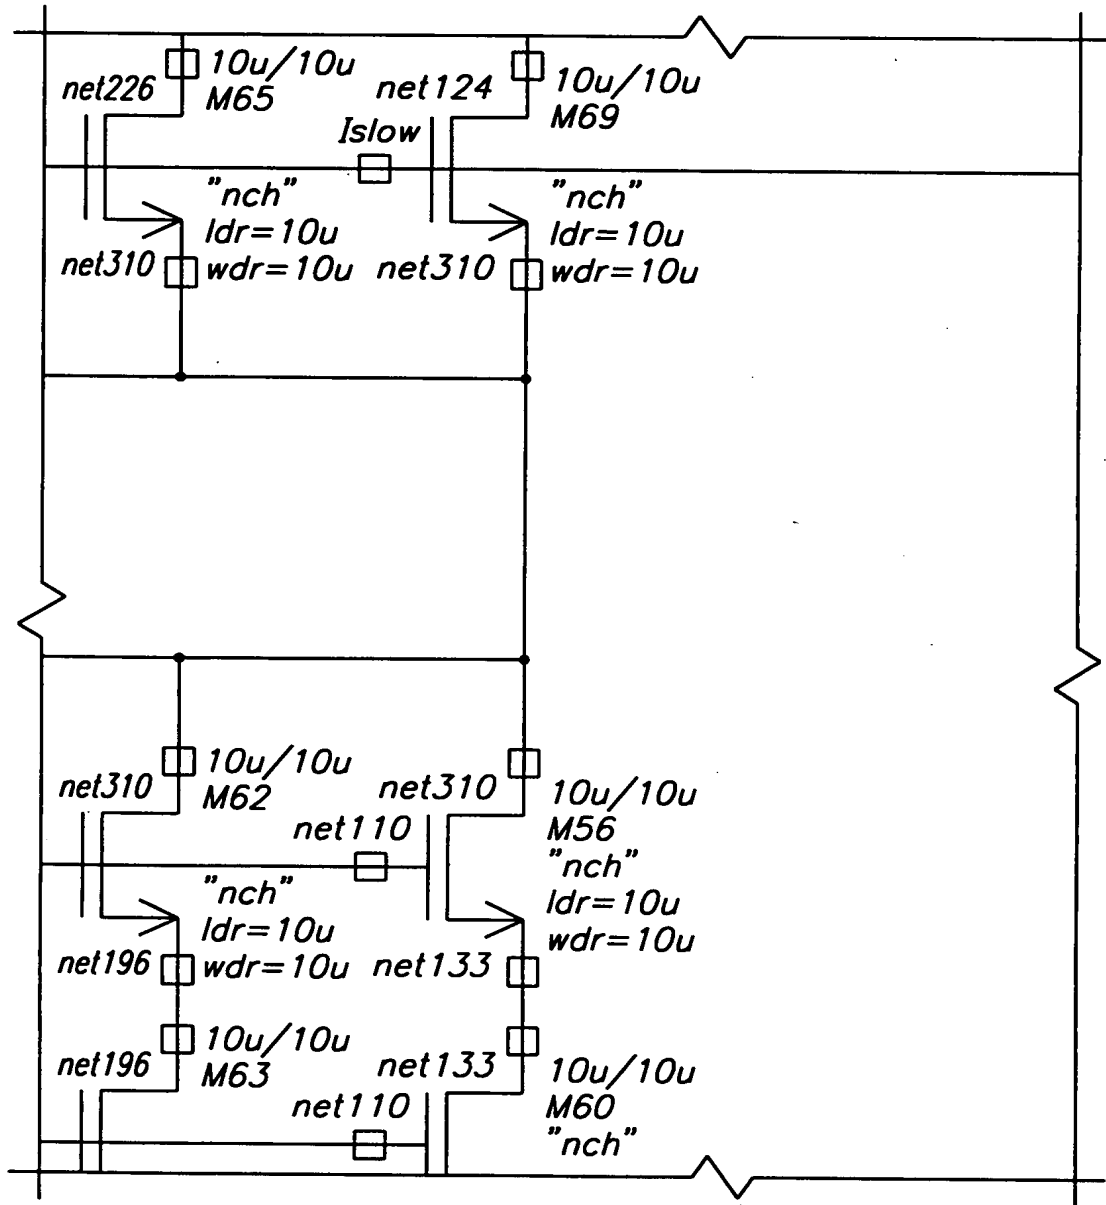 net226
10u/10u
M65
"nch"
ldr=10u
wdr=10u
net310
net124
Islow
10u/10u
M69
"nch"
ldr=10u
wdr=10u
net310
net310
10u/10u
M62
"nch"
ldr=10u
wdr=10u
net196
net310
net110
10u/10u
M56
"nch"
ldr=10u
wdr=10u
net133
net196
10u/10u
M63
net133
net110
10u/10u
M60
"nch"